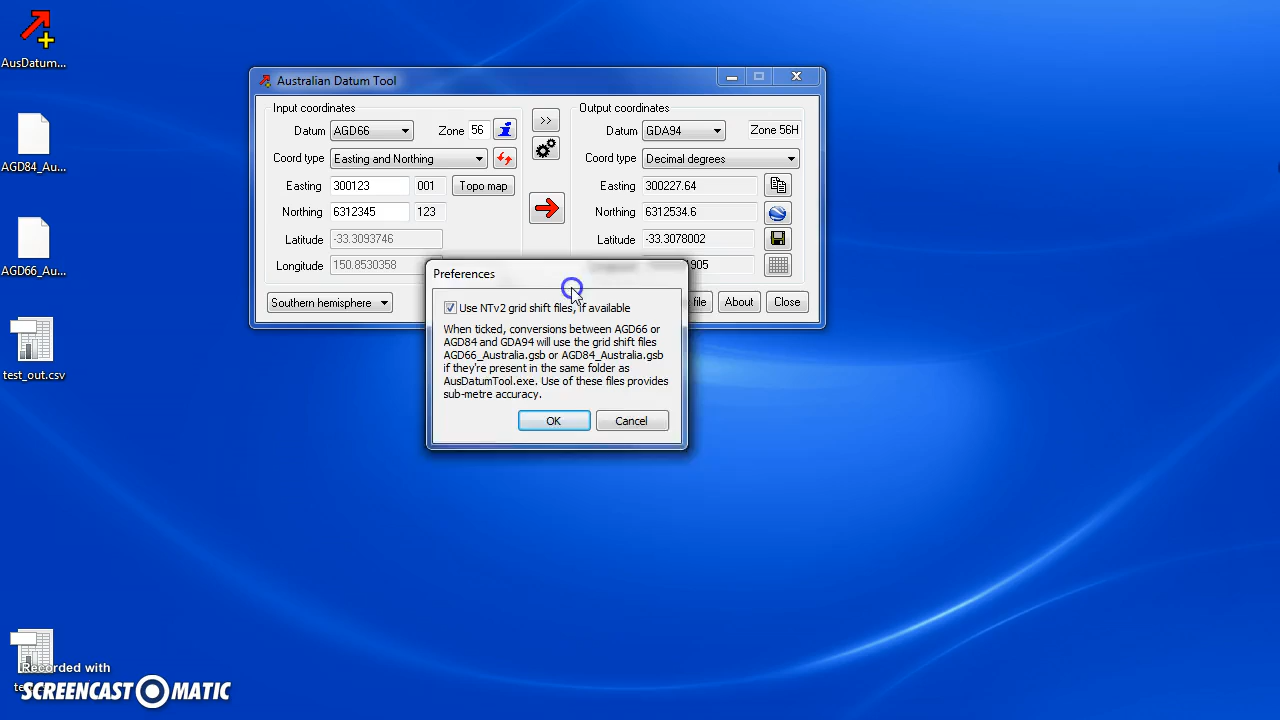 AusDatum...
AGD84_Au...
AGD66_Au...
test_out.csv
Australian Datum Tool
Input coordinates
Datum AGD66 Zone 56
Coord type Easting and Northing
Easting 300123 001 Topo map
Northing 6312345 123
Latitude -33.3093746
Longitude 150.8530358
Southern hemisphere
>>
Output coordinates
Datum GDA94 Zone 56H
Coord type Decimal degrees
Easting 300227.64
Northing 6312534.6
Latitude -33.3078002
905
file About Close
Preferences
Use NTv2 grid shift files, if available
When ticked, conversions between AGD66 or
AGD84 and GDA94 will use the grid shift files
AGD66_Australia.gsb or AGD84_Australia.gsb
if they're present in the same folder as
AusDatumTool.exe. Use of these files provides
sub-metre accuracy.
OK Cancel
Recorded with
SCREENCAST MATIC